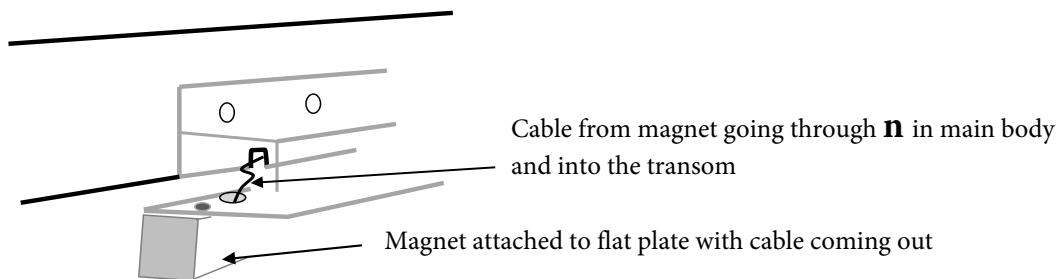 Cable from magnet going through n in main body
and into the transom
Magnet attached to flat plate with cable coming out